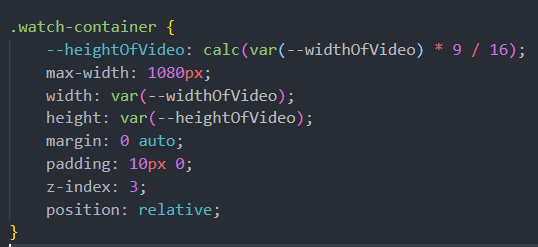 .watch-container {
    --heightOfVideo: calc(var(--widthOfVideo) * 9 / 16);
    max-width: 1080px;
    width: var(--widthOfVideo);
    height: var(--heightOfVideo);
    margin: 0 auto;
    padding: 10px 0;
    z-index: 3;
    position: relative;
}